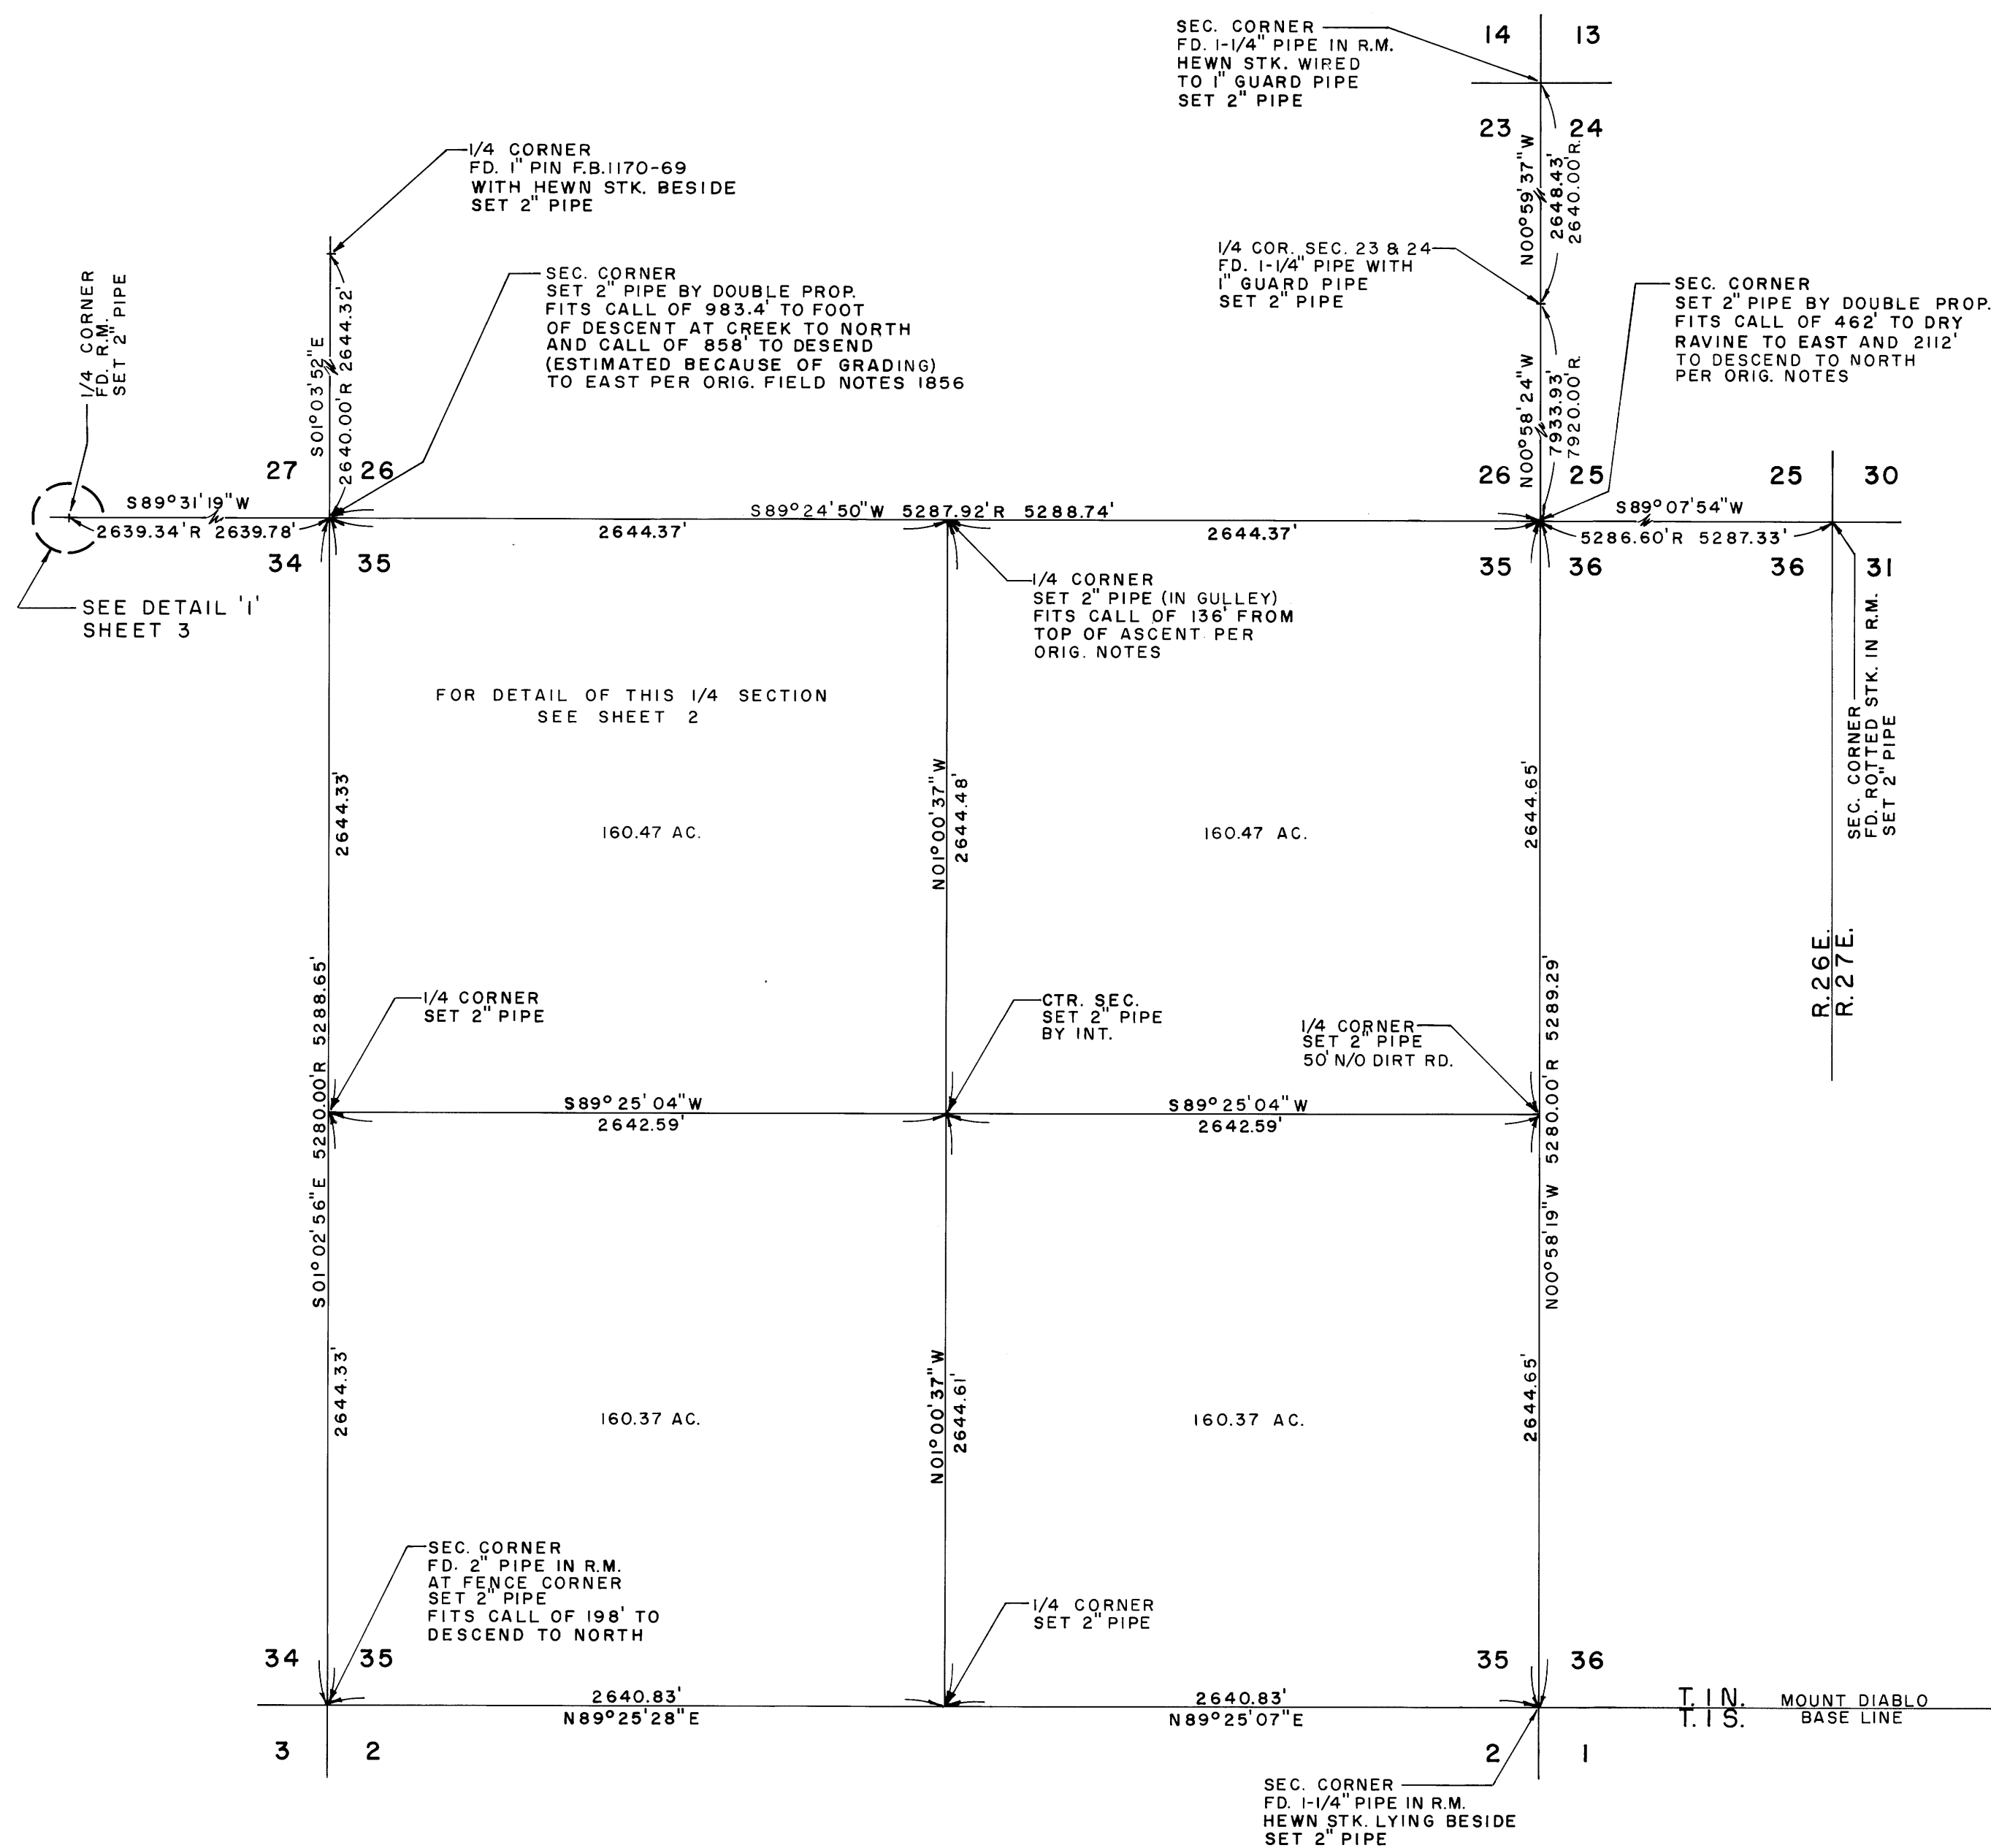 SEC. CORNER
FD. 1-1/4" PIPE IN R.M.
HEWN STK. WIRED
TO 1" GUARD PIPE
SET 2" PIPE
14 13
23 24
N00°59'37"W
2648.43'
2640.00'R.
1/4 CORNER
FD. 1" PIN F.B.1170-69
WITH HEWN STK. BESIDE
SET 2" PIPE
1/4 COR. SEC. 23 & 24
FD. 1-1/4" PIPE WITH
1" GUARD PIPE
SET 2" PIPE
1/4 CORNER
FD. R.M.
SET 2" PIPE
SEC. CORNER
SET 2" PIPE BY DOUBLE PROP.
FITS CALL OF 983.4' TO FOOT
OF DESCENT AT CREEK TO NORTH
AND CALL OF 858' TO DESEND
(ESTIMATED BECAUSE OF GRADING)
TO EAST PER ORIG. FIELD NOTES 1856
SEC. CORNER
SET 2" PIPE BY DOUBLE PROP.
FITS CALL OF 462' TO DRY
RAVINE TO EAST AND 2112'
TO DESCEND TO NORTH
PER ORIG. NOTES
S01°03'52"E
2640.00'R 2644.32'
N00°58'24"W
7933.93'
7920.00'R.
27 26
26 25
25 30
S89°31'19"W
2639.34'R 2639.78'
S89°24'50"W 5287.92'R 5288.74'
2644.37'
2644.37'
S89°07'54"W
5286.60'R 5287.33'
34 35
35 36
36 31
SEE DETAIL '1'
SHEET 3
1/4 CORNER
SET 2" PIPE (IN GULLEY)
FITS CALL OF 136' FROM
TOP OF ASCENT PER
ORIG. NOTES
SEC. CORNER
FD. ROTTED STK. IN R.M.
SET 2" PIPE
FOR DETAIL OF THIS 1/4 SECTION
SEE SHEET 2
2644.33'
N01°00'37"W
2644.48'
2644.65'
160.47 AC.
160.47 AC.
R.26E.
R.27E.
S01°02'56"E 5280.00'R 5288.65'
1/4 CORNER
SET 2" PIPE
CTR. SEC.
SET 2" PIPE
BY INT.
1/4 CORNER
SET 2" PIPE
50' N/O DIRT RD.
N00°58'19"W 5280.00'R 5289.29'
S89°25'04"W
2642.59'
S89°25'04"W
2642.59'
2644.33'
N01°00'37"W
2644.61'
2644.65'
160.37 AC.
160.37 AC.
SEC. CORNER
FD. 2" PIPE IN R.M.
AT FENCE CORNER
SET 2" PIPE
FITS CALL OF 198' TO
DESCEND TO NORTH
1/4 CORNER
SET 2" PIPE
34 35
35 36
2640.83'
N89°25'28"E
2640.83'
N89°25'07"E
T. 1 N. MOUNT DIABLO
T. 1 S. BASE LINE
3 2
2 1
SEC. CORNER
FD. 1-1/4" PIPE IN R.M.
HEWN STK. LYING BESIDE
SET 2" PIPE